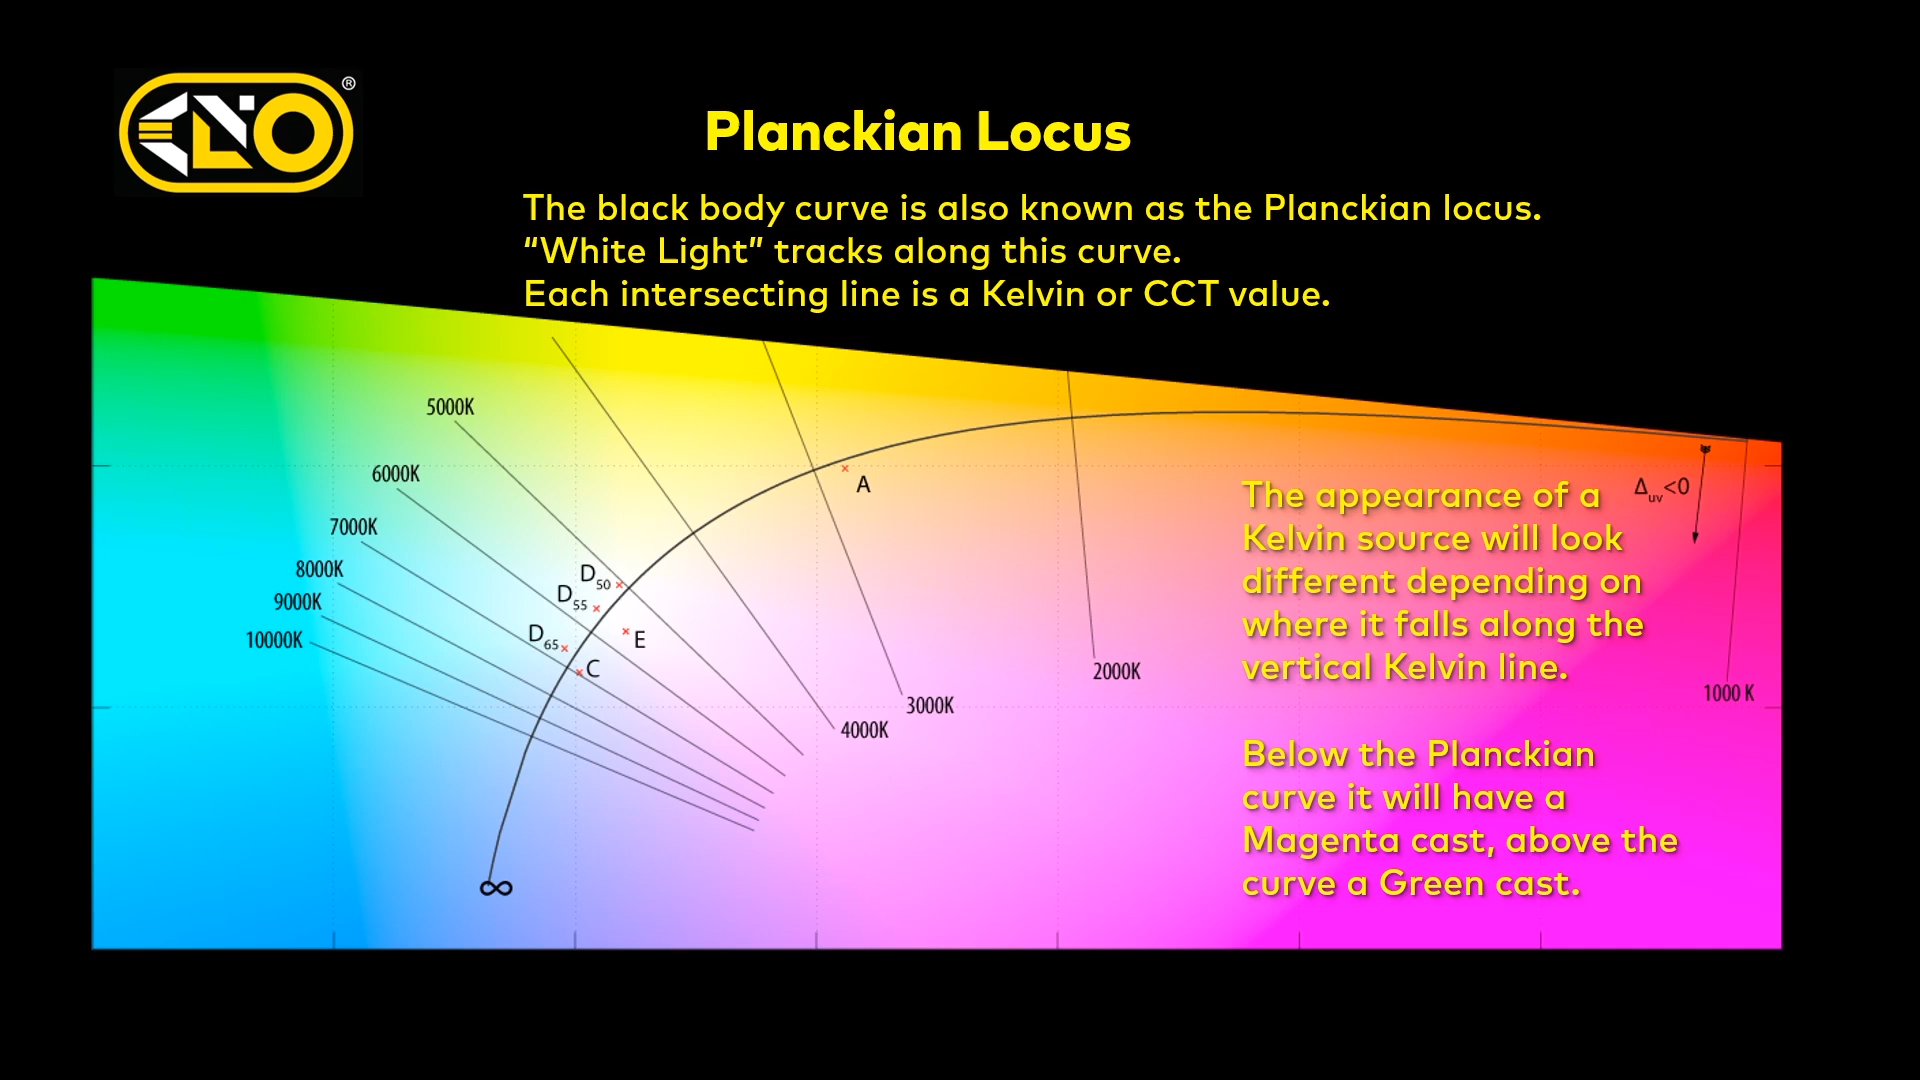 KINO
®
Planckian Locus
The black body curve is also known as the Planckian locus.
“White Light” tracks along this curve.
Each intersecting line is a Kelvin or CCT value.
5000K
6000K
7000K
8000K
9000K
10000K
D50
D55
D65
E
C
A
∞
4000K
3000K
2000K
1000 K
Δuv<0
The appearance of a
Kelvin source will look
different depending on
where it falls along the
vertical Kelvin line.
Below the Planckian
curve it will have a
Magenta cast, above the
curve a Green cast.